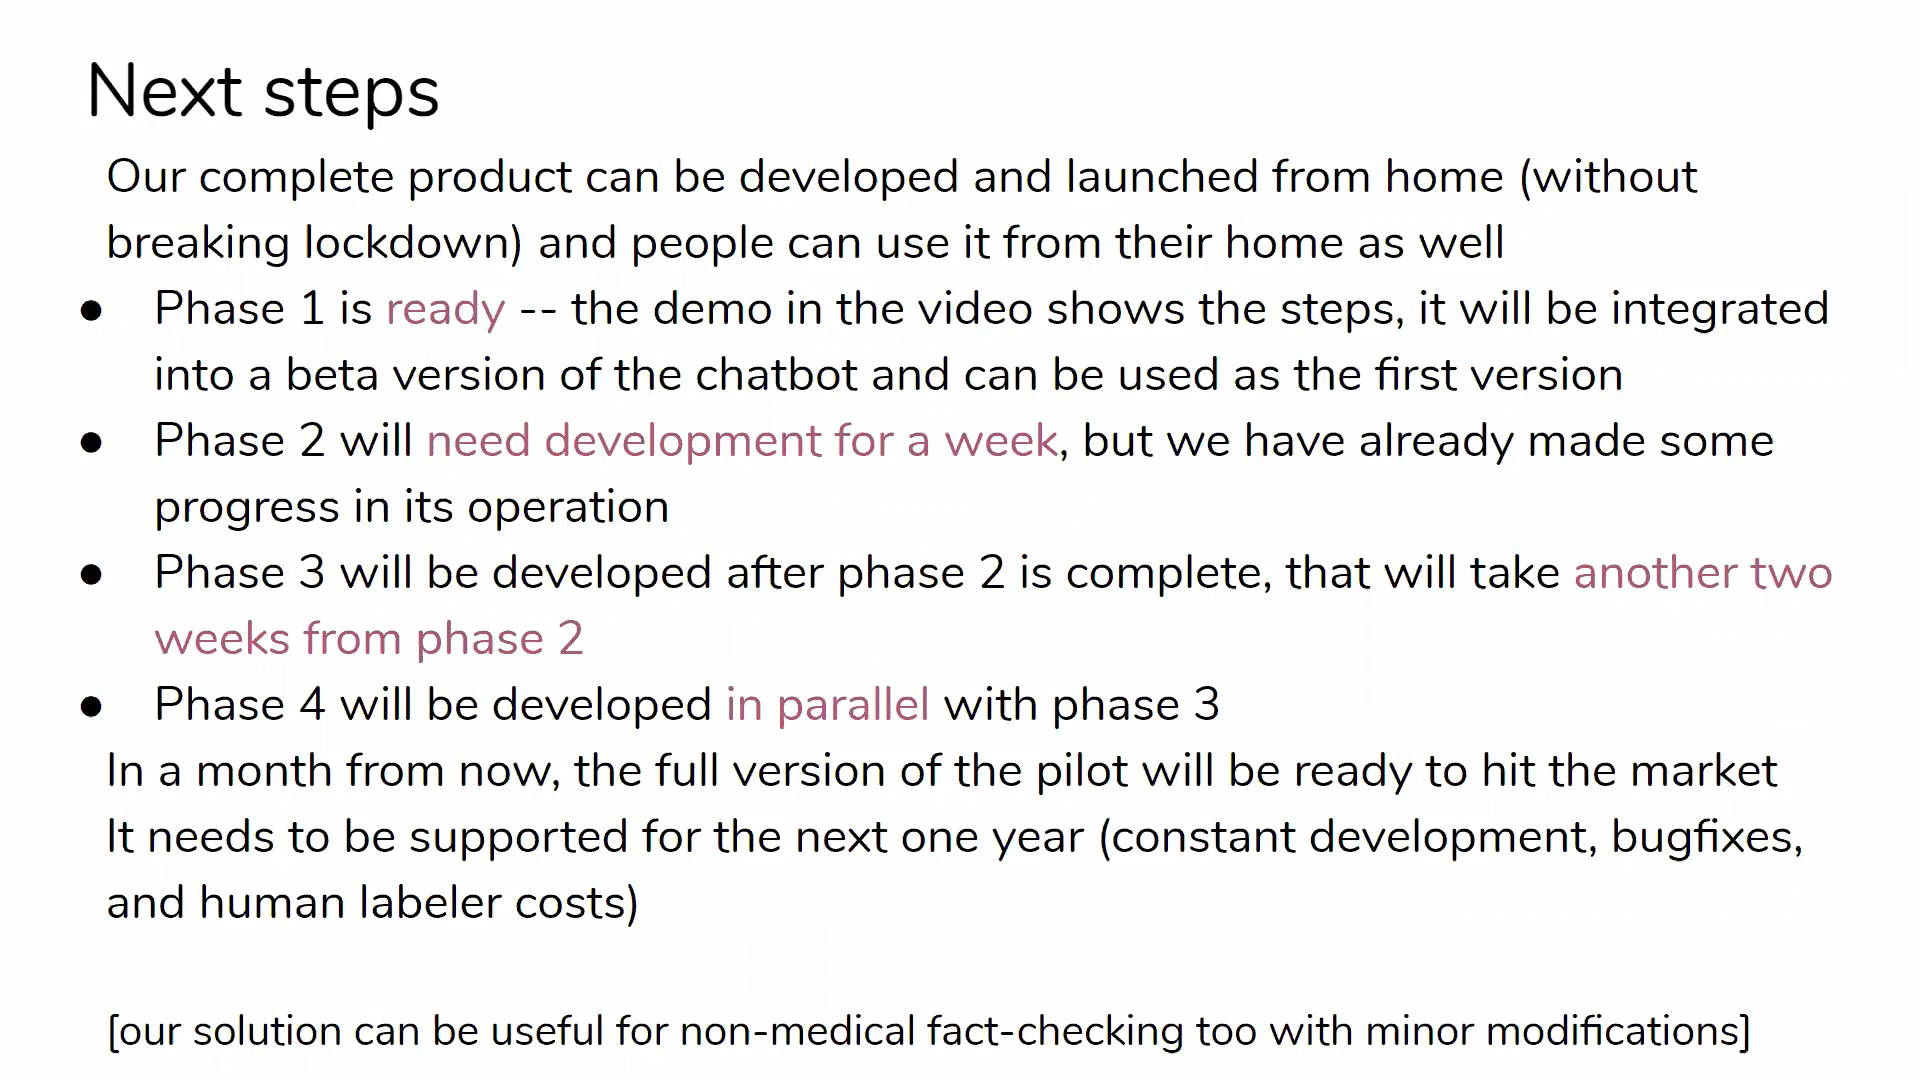 Next steps
Our complete product can be developed and launched from home (without
breaking lockdown) and people can use it from their home as well
● Phase 1 is ready -- the demo in the video shows the steps, it will be integrated
into a beta version of the chatbot and can be used as the first version
● Phase 2 will need development for a week, but we have already made some
progress in its operation
● Phase 3 will be developed after phase 2 is complete, that will take another two
weeks from phase 2
● Phase 4 will be developed in parallel with phase 3
In a month from now, the full version of the pilot will be ready to hit the market
It needs to be supported for the next one year (constant development, bugfixes,
and human labeler costs)
[our solution can be useful for non-medical fact-checking too with minor modifications]